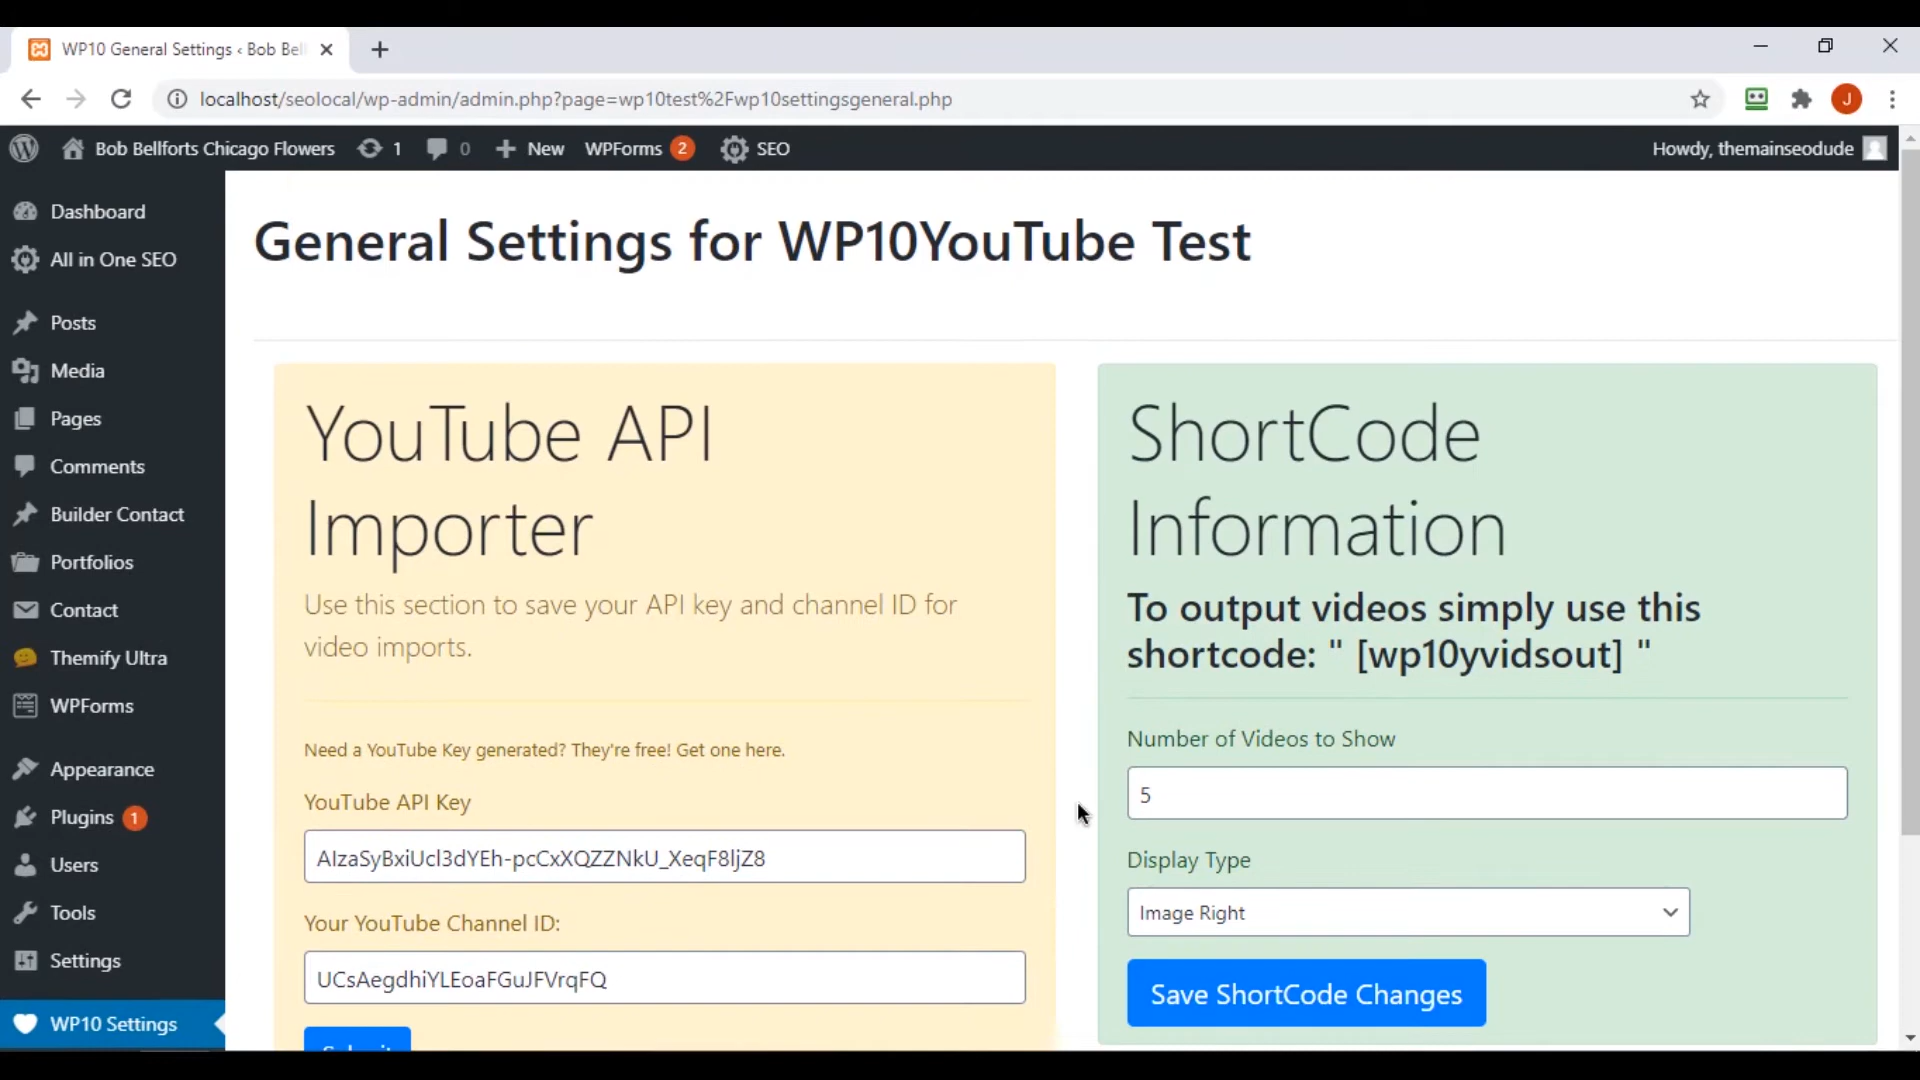 WP10 General Settings ‹ Bob Bel
localhost/seolocal/wp-admin/admin.php?page=wp10test%2Fwp10settingsgeneral.php
J
Bob Bellforts Chicago Flowers 1 0 New WPForms 2 SEO
Howdy, themainseodude
Dashboard
All in One SEO
Posts
Media
Pages
Comments
Builder Contact
Portfolios
Contact
Themify Ultra
WPForms
Appearance
Plugins 1
Users
Tools
Settings
WP10 Settings
General Settings for WP10YouTube Test
YouTube API
Importer
Use this section to save your API key and channel ID for
video imports.
Need a YouTube Key generated? They're free! Get one here.
YouTube API Key
AIzaSyBxiUcl3dYEh-pcCxXQZZNkU_XeqF8ljZ8
Your YouTube Channel ID:
UCsAegdhiYLEoaFGuJFVrqFQ
Submit
ShortCode
Information
To output videos simply use this
shortcode: " [wp10yvidsout] "
Number of Videos to Show
5
Display Type
Image Right
Save ShortCode Changes